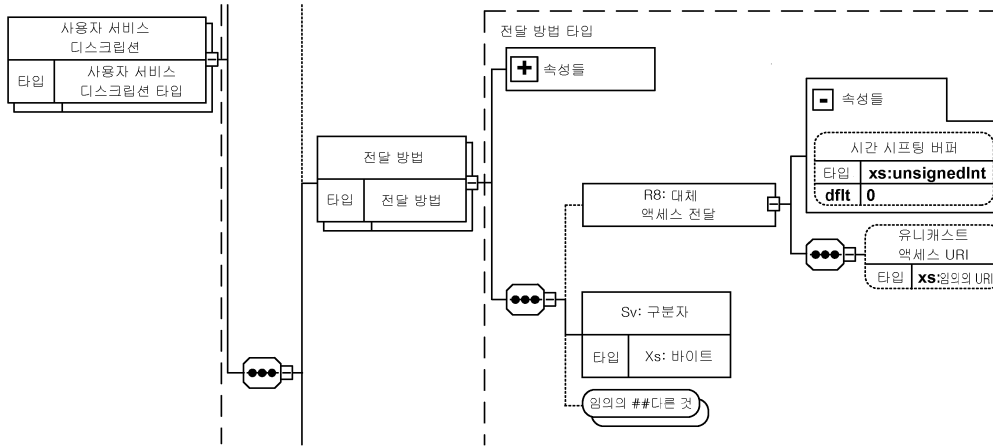 사용자 서비스
디스크립션
타입
사용자 서비스
디스크립션 타입
전달 방법
타입
전달 방법
전달 방법 타입
+ 속성들
R8: 대체
액세스 전달
- 속성들
시간 시프팅 버퍼
타입 xs:unsignedInt
dflt 0
유니캐스트
액세스 URI
타입 xs:임의의 URI
Sv: 구분자
타입 Xs: 바이트
임의의 ##다른 것